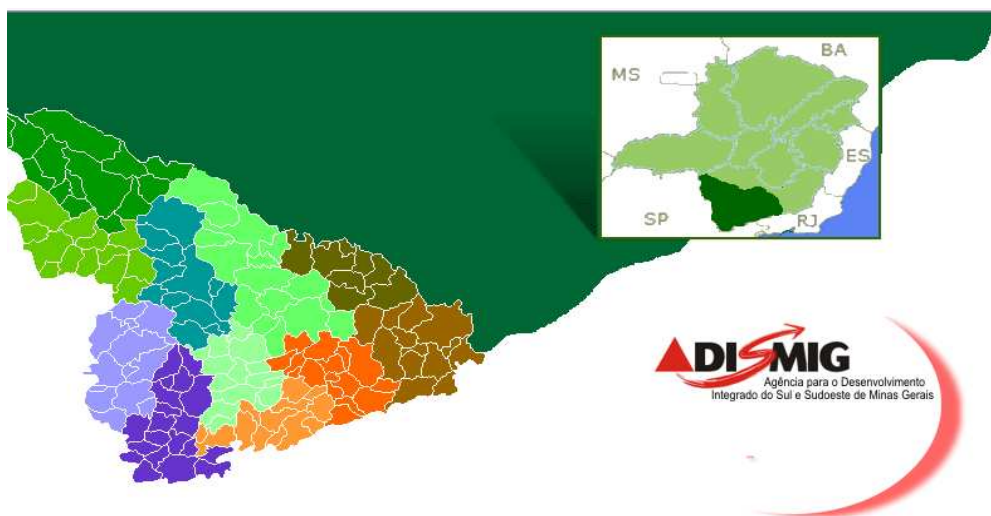 BA
MS
ES
SP
RJ
ADISMIG
Agência para o Desenvolvimento
Integrado do Sul e Sudoeste de Minas Gerais